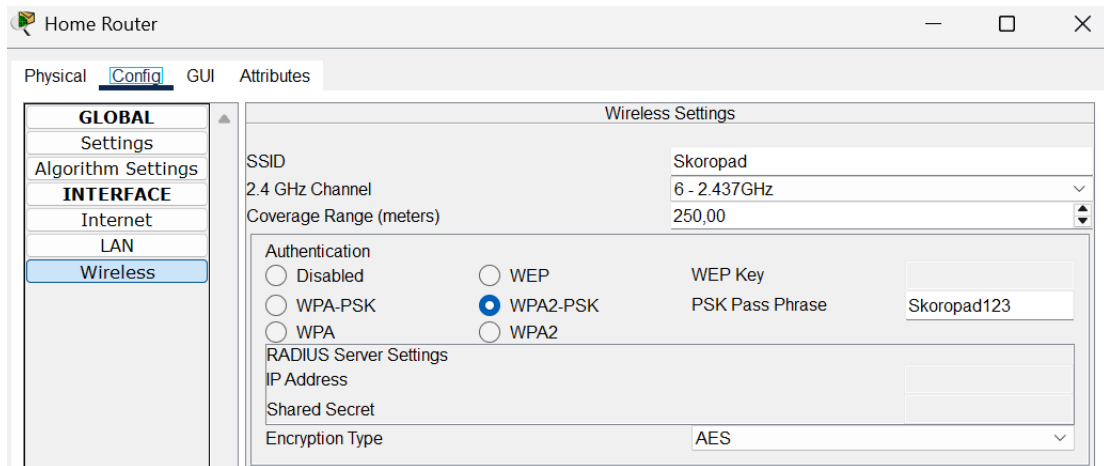 Home Router
Physical Config GUI Attributes
GLOBAL
Settings
Algorithm Settings
INTERFACE
Internet
LAN
Wireless
Wireless Settings
SSID Skoropad
2.4 GHz Channel 6 - 2.437GHz
Coverage Range (meters) 250,00
Authentication
Disabled WEP WEP Key
WPA-PSK WPA2-PSK PSK Pass Phrase Skoropad123
WPA WPA2
RADIUS Server Settings
IP Address
Shared Secret
Encryption Type AES